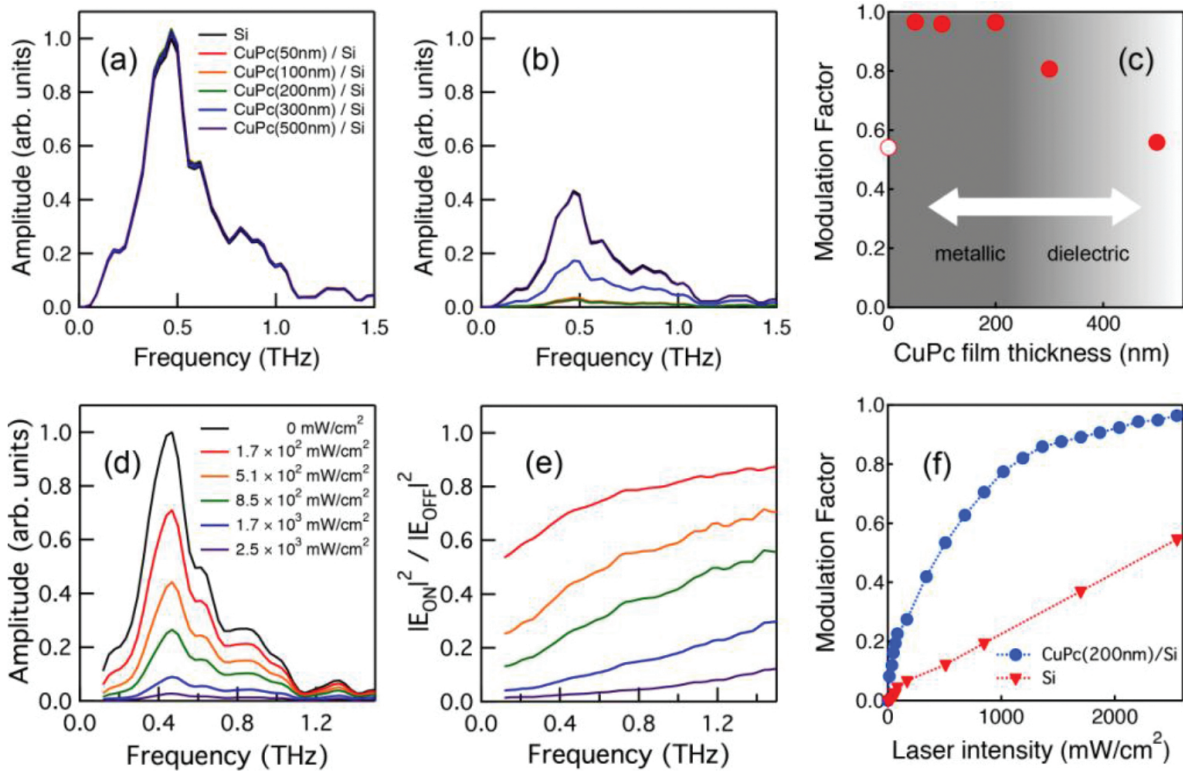 (a)
Si
CuPc(50nm) / Si
CuPc(100nm) / Si
CuPc(200nm) / Si
CuPc(300nm) / Si
CuPc(500nm) / Si
Amplitude (arb. units)
1.0
0.8
0.6
0.4
0.2
0.0
0.0 0.5 1.0 1.5
Frequency (THz)
(b)
Amplitude (arb. units)
1.0
0.8
0.6
0.4
0.2
0.0
0.0 0.5 1.0 1.5
Frequency (THz)
(c)
Modulation Factor
1.0
0.8
0.6
0.4
0.2
0.0
metallic dielectric
0 200 400
CuPc film thickness (nm)
(d)
0 mW/cm²
1.7 × 10² mW/cm²
5.1 × 10² mW/cm²
8.5 × 10² mW/cm²
1.7 × 10³ mW/cm²
2.5 × 10³ mW/cm²
Amplitude (arb. units)
1.0
0.8
0.6
0.4
0.2
0.0
0.0 0.4 0.8 1.2
Frequency (THz)
(e)
|E_ON|² / |E_OFF|²
1.0
0.8
0.6
0.4
0.2
0.0
0.0 0.4 0.8 1.2
Frequency (THz)
(f)
Modulation Factor
1.0
0.8
0.6
0.4
0.2
0.0
CuPc(200nm)/Si
Si
0 1000 2000
Laser intensity (mW/cm²)